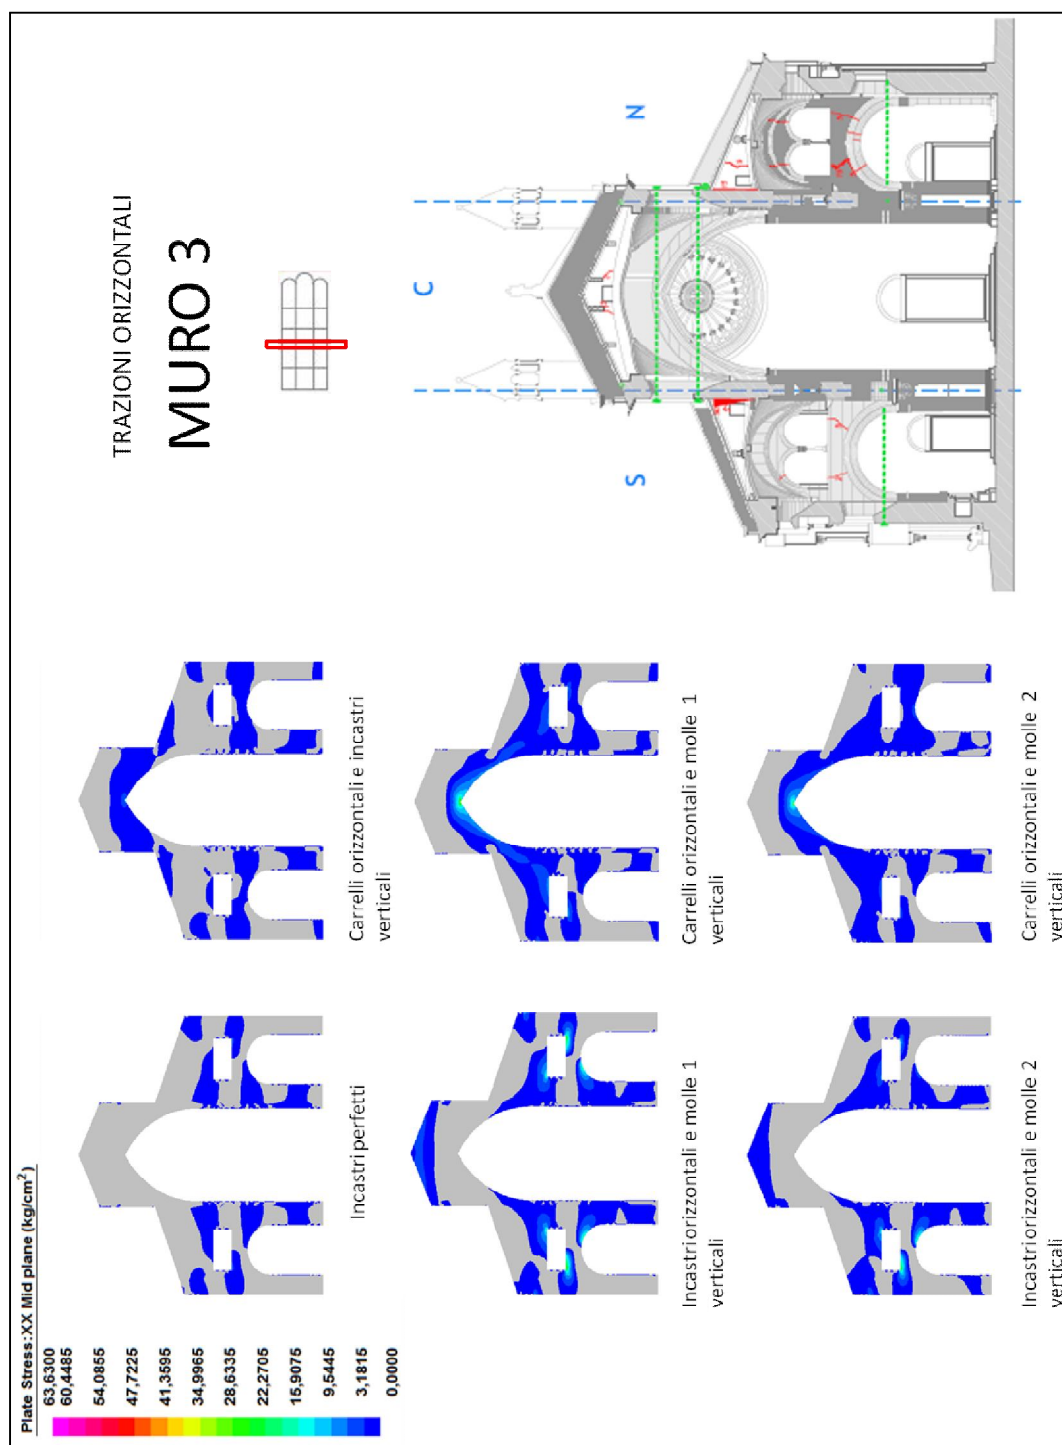 TRAZIONI ORIZZONTALI
MURO 3
Plate Stress:XX Mid plane (kg/cm²)
63,6300
60,4485
54,0855
47,7225
41,3595
34,9965
28,6335
22,2705
15,9075
9,5445
3,1815
0,0000
Incastri perfetti
Carrelli orizzontali e incastri
verticali
Incastri orizzontali e molle 1
verticali
Carrelli orizzontali e molle 1
verticali
Incastri orizzontali e molle 2
verticali
Carrelli orizzontali e molle 2
verticali
S
C
N